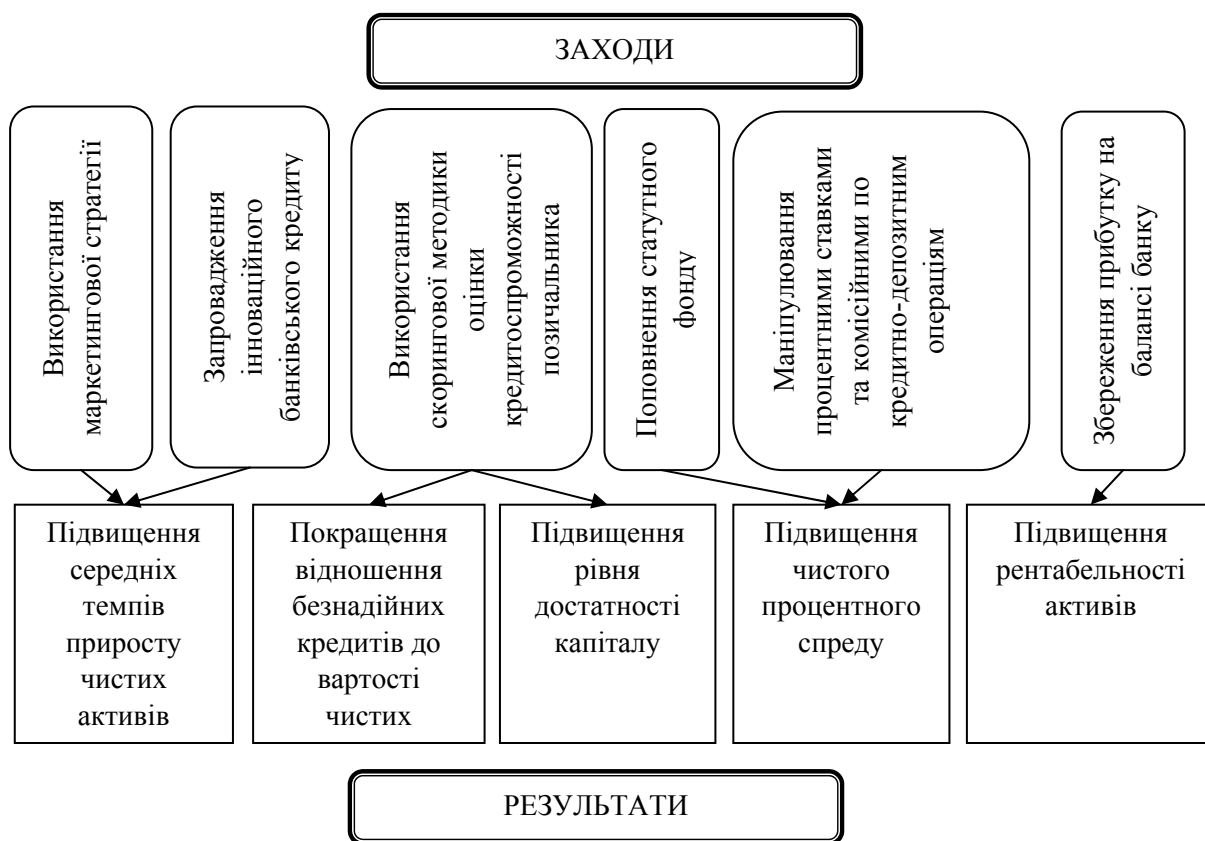 ЗАХОДИ
Використання
маркетингової стратегії
Запровадження
інноваційного
банківського кредиту
Використання
скорингової методики
оцінки
кредитоспроможності
позичальника
Поповнення статутного
фонду
Маніпулювання
процентними ставками
та комісійними по
кредитно-депозитним
операціям
Збереження прибутку на
балансі банку
Підвищення
середніх
темпів
приросту
чистих
активів
Покращення
відношення
безнадійних
кредитів до
вартості
чистих
Підвищення
рівня
достатності
капіталу
Підвищення
чистого
процентного
спреду
Підвищення
рентабельності
активів
РЕЗУЛЬТАТИ